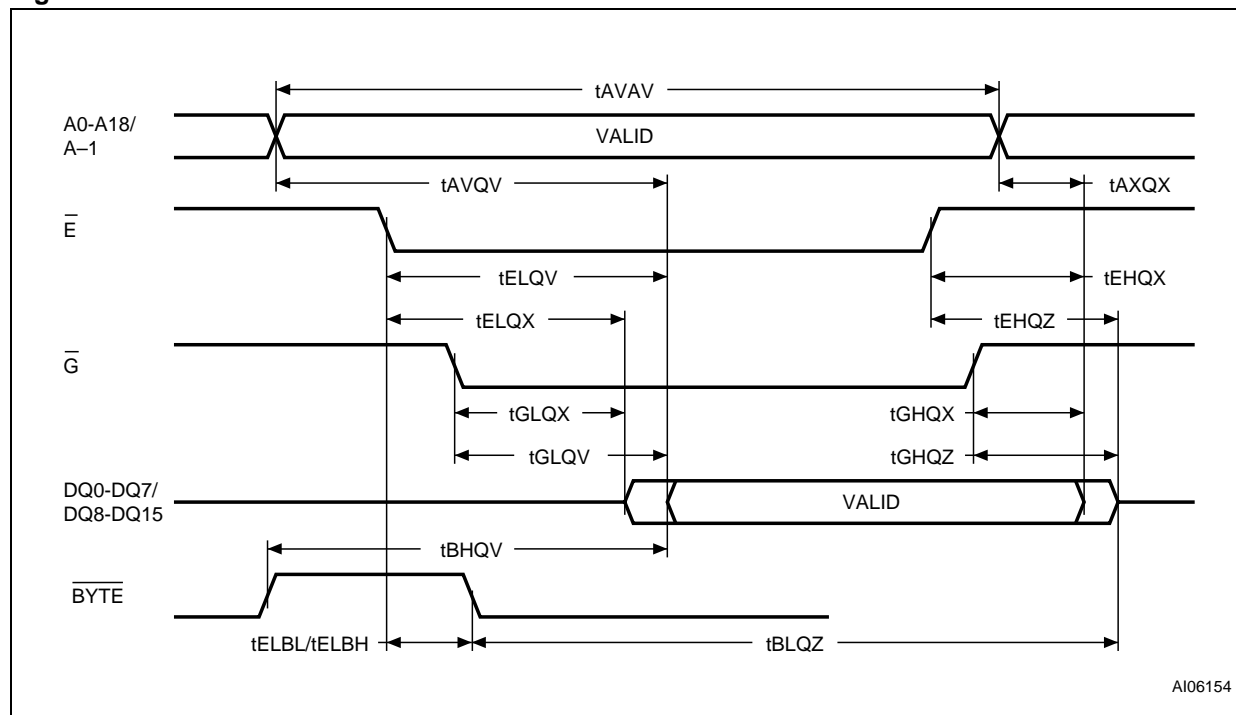 tAVAV
A0-A18/
A–1
VALID
tAVQV
tAXQX
E
tELQV
tEHQX
tELQX
tEHQZ
G
tGLQX
tGHQX
tGLQV
tGHQZ
DQ0-DQ7/
DQ8-DQ15
VALID
tBHQV
BYTE
tELBL/tELBH
tBLQZ
AI06154